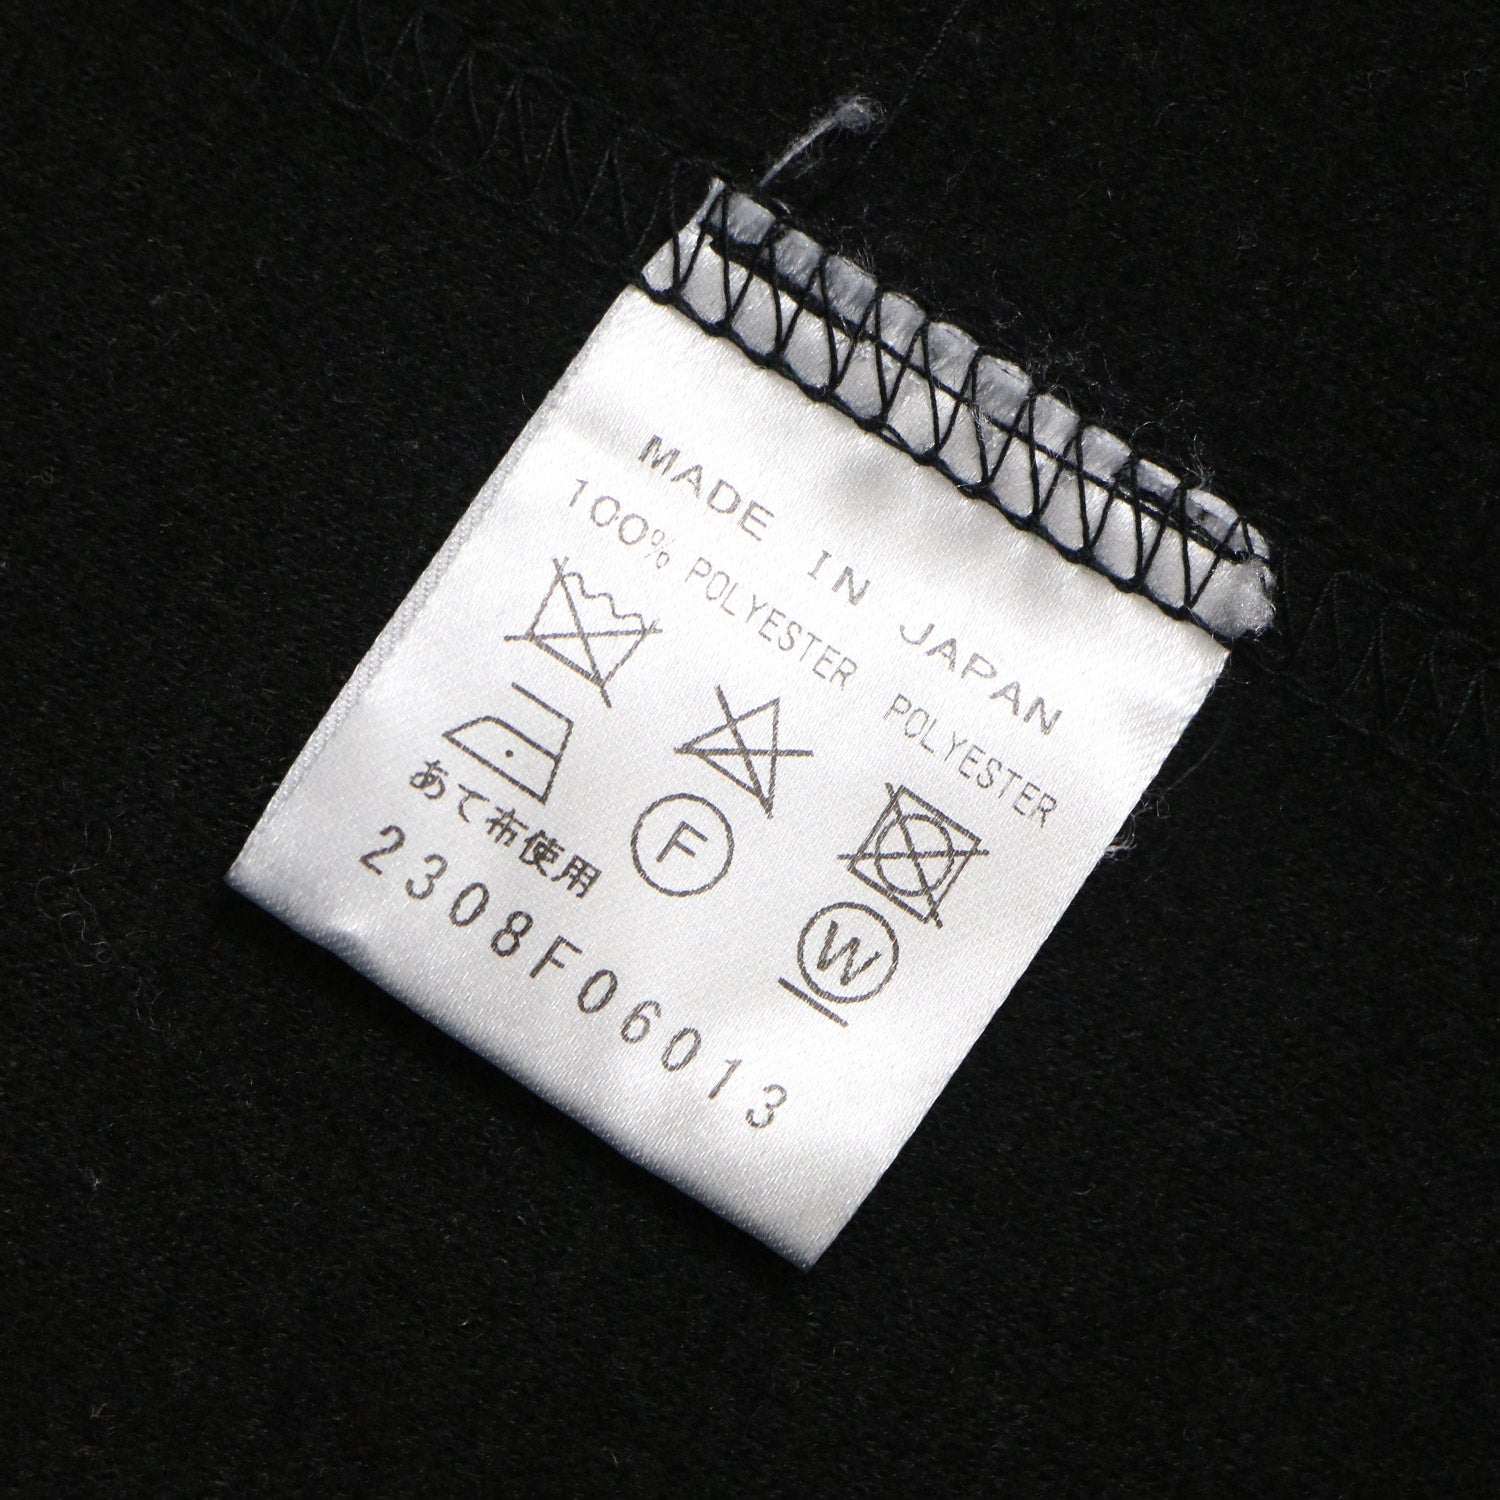 MADE IN JAPAN
100% POLYESTER POLYESTER
F
W
あて布使用
2308F06013